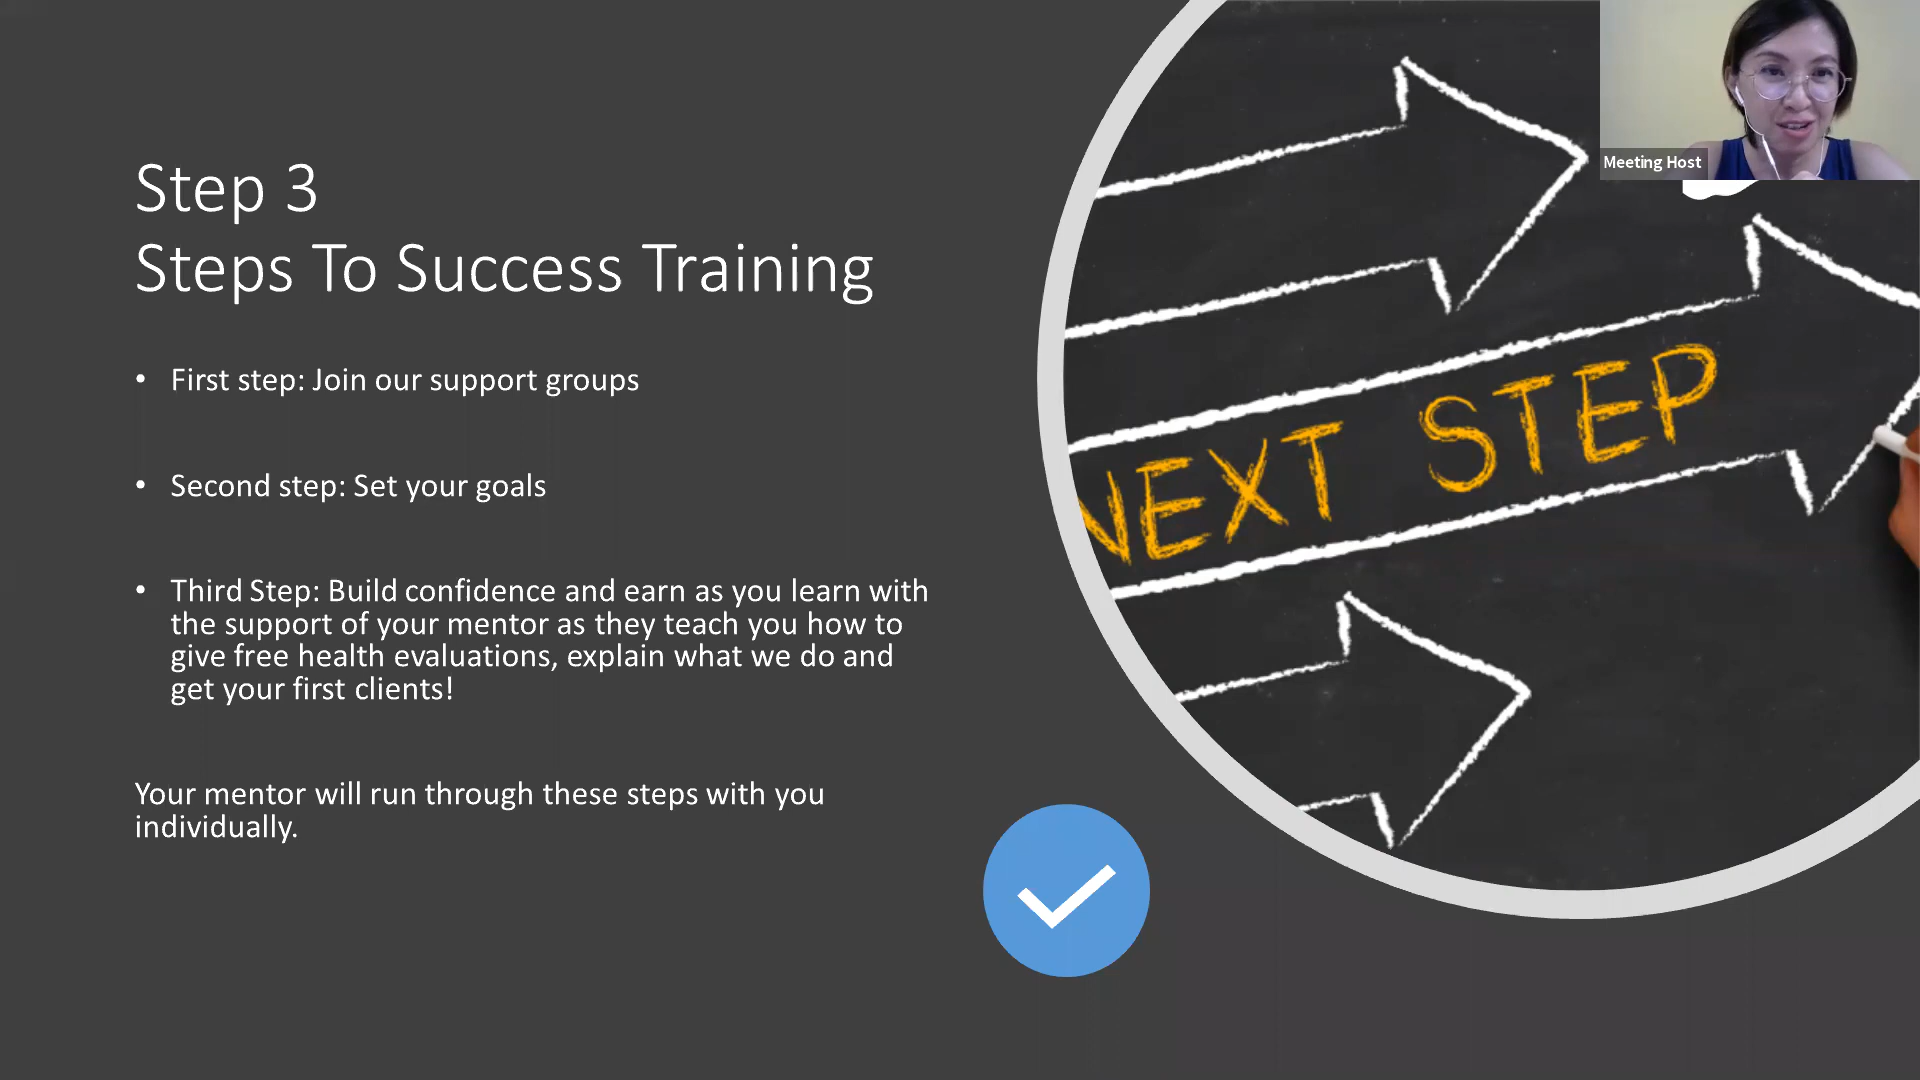 Step 3
Steps To Success Training
• First step: Join our support groups
• Second step: Set your goals
• Third Step: Build confidence and earn as you learn with
the support of your mentor as they teach you how to
give free health evaluations, explain what we do and
get your first clients!
Your mentor will run through these steps with you
individually.
NEXT STEP
Meeting Host